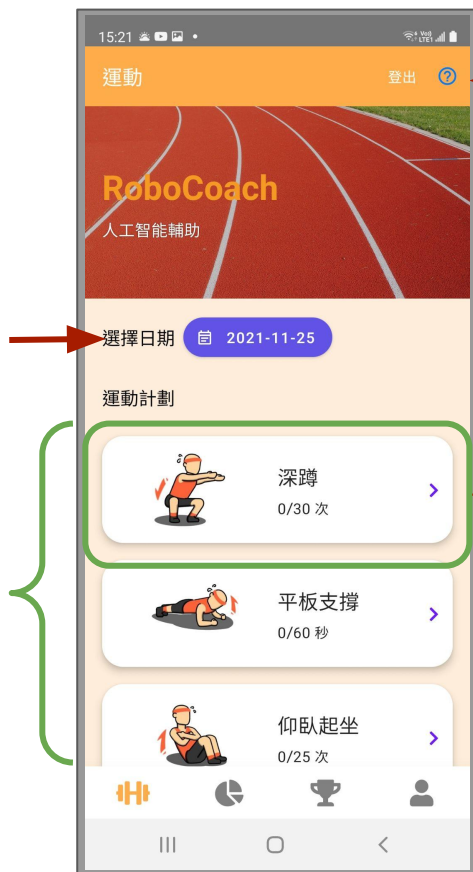 15:21
Vo))
LTE1
運動
登出
RoboCoach
人工智能輔助
選擇日期
2021-11-25
運動計劃
深蹲
0/30 次
平板支撐
0/60 秒
仰臥起坐
0/25 次